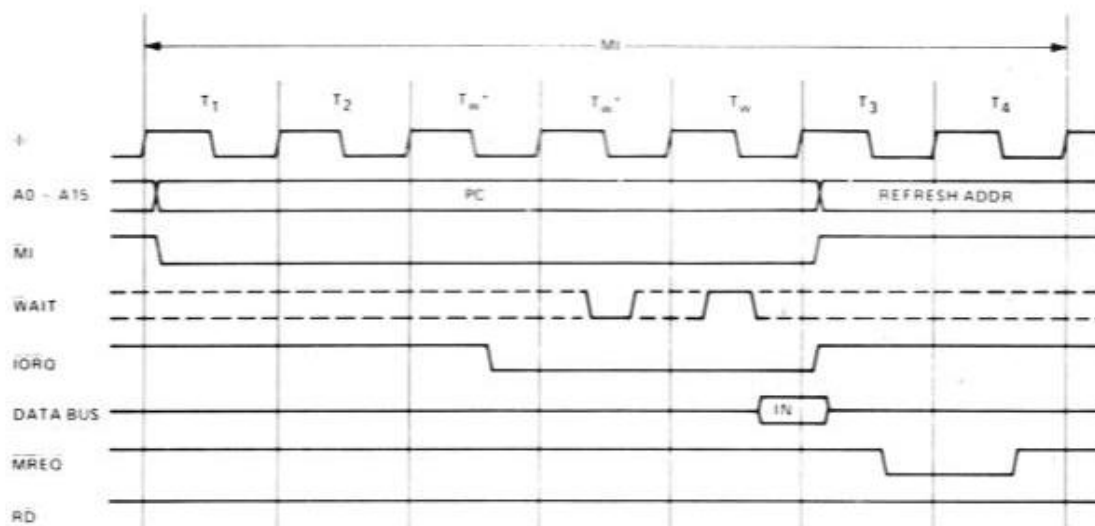 M1
T1 T2 Tw* Tw* Tw T3 T4
Φ
A0 – A15 PC REFRESH ADDR
M1
WAIT
IORQ
DATA BUS IN
MREQ
RD